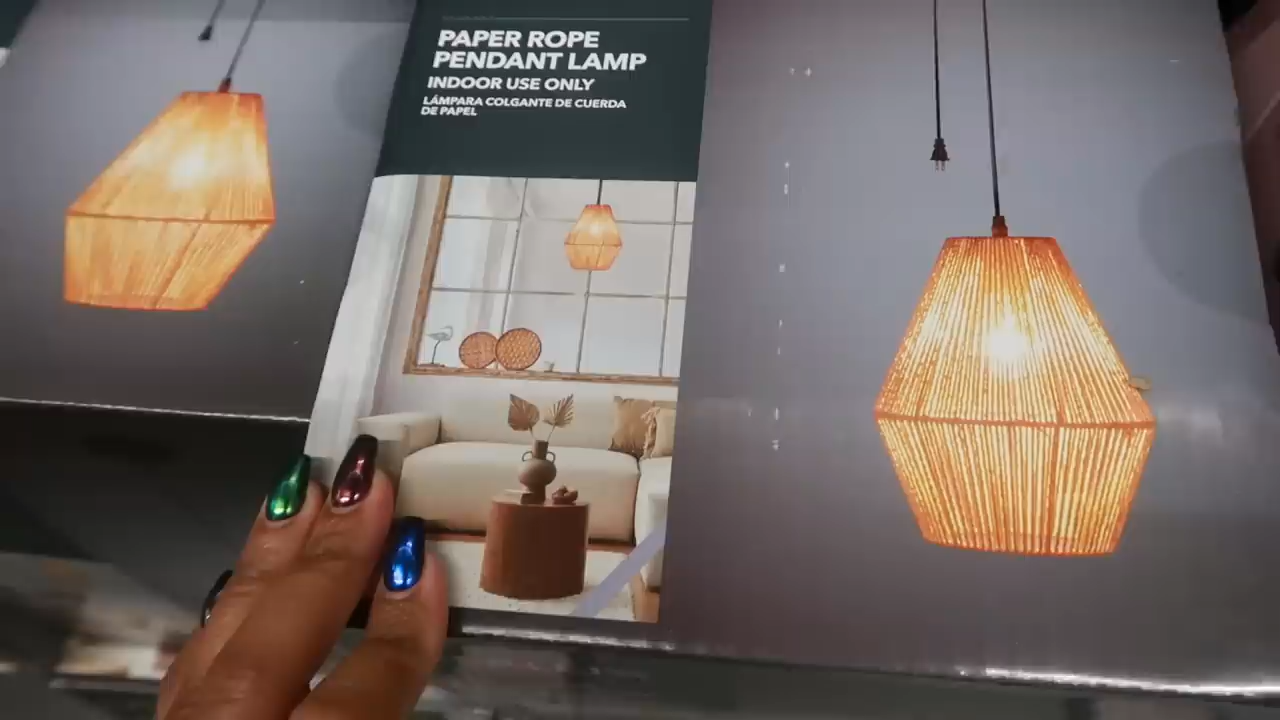 PAPER ROPE
PENDANT LAMP
INDOOR USE ONLY
LÁMPARA COLGANTE DE CUERDA
DE PAPEL